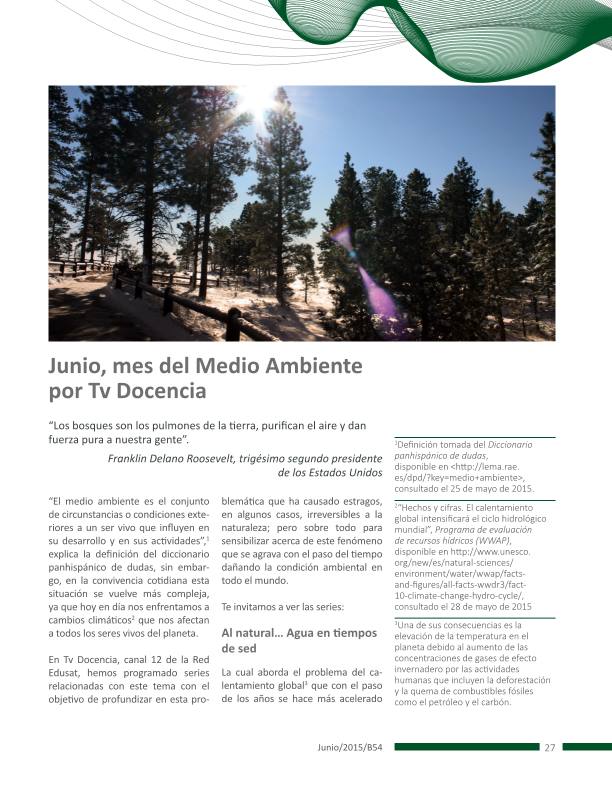 Junio, mes del Medio Ambiente
por Tv Docencia
“Los bosques son los pulmones de la tierra, purifican el aire y dan
fuerza pura a nuestra gente”.
Franklin Delano Roosevelt, trigésimo segundo presidente
de los Estados Unidos
“El medio ambiente es el conjunto
de circunstancias o condiciones exte-
riores a un ser vivo que influyen en
su desarrollo y en sus actividades”,¹
explica la definición del diccionario
panhispánico de dudas, sin embar-
go, en la convivencia cotidiana esta
situación se vuelve más compleja,
ya que hoy en día nos enfrentamos a
cambios climáticos² que nos afectan
a todos los seres vivos del planeta.
En Tv Docencia, canal 12 de la Red
Edusat, hemos programado series
relacionadas con este tema con el
objetivo de profundizar en esta pro-
blemática que ha causado estragos,
en algunos casos, irreversibles a la
naturaleza; pero sobre todo para
sensibilizar acerca de este fenómeno
que se agrava con el paso del tiempo
dañando la condición ambiental en
todo el mundo.
Te invitamos a ver las series:
Al natural... Agua en tiempos
de sed
La cual aborda el problema del ca-
lentamiento global³ que con el paso
de los años se hace más acelerado
¹Definición tomada del Diccionario
panhispánico de dudas,
disponible en <http://lema.rae.
es/dpd/?key=medio+ambiente>,
consultado el 25 de mayo de 2015.
²“Hechos y cifras. El calentamiento
global intensificará el ciclo hidrológico
mundial”, Programa de evaluación
de recursos hídricos (WWAP),
disponible en http://www.unesco.
org/new/es/natural-sciences/
environment/water/wwap/facts-
and-figures/all-facts-wwdr3/fact-
10-climate-change-hydro-cycle/,
consultado el 28 de mayo de 2015
³Una de sus consecuencias es la
elevación de la temperatura en el
planeta debido al aumento de las
concentraciones de gases de efecto
invernadero por las actividades
humanas que incluyen la deforestación
y la quema de combustibles fósiles
como el petróleo y el carbón.
Junio/2015/B54
27